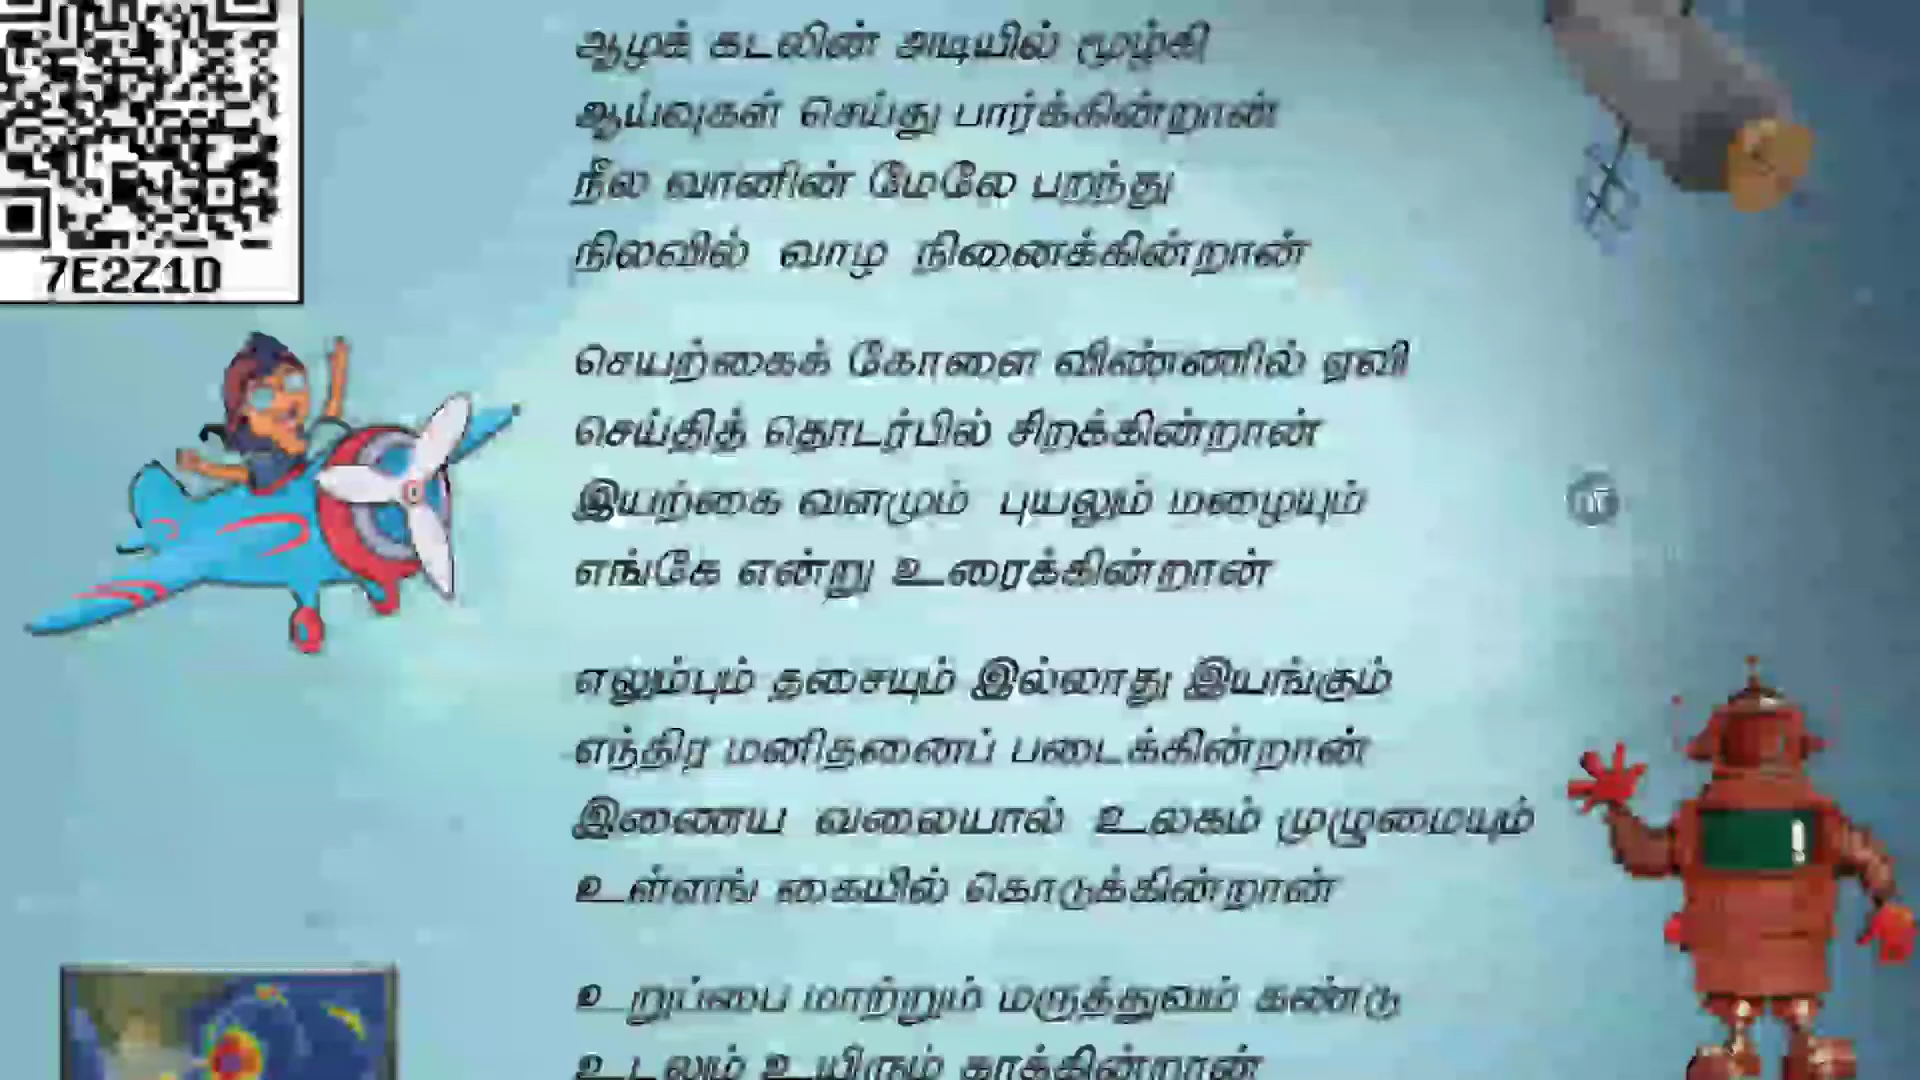 ஆழக் கடலின் அடியில் மூழ்கி
ஆய்வுகள் செய்து பார்க்கின்றான்
நீல வானின் மேலே பறந்து
நிலவில் வாழ நினைக்கின்றான்
7E2Z1D
செயற்கைக் கோளை விண்ணில் ஏவி
செய்தித் தொடர்பில் சிறக்கின்றான்
இயற்கை வளமும் புயலும் மழையும்
எங்கே என்று உரைக்கின்றான்
எலும்பும் தசையும் இல்லாது இயங்கும்
எந்திர மனிதனைப் படைக்கின்றான்
இணைய வலையால் உலகம் முழுமையும்
உள்ளங் கையில் கொடுக்கின்றான்
உறுப்பை மாற்றும் மருத்துவம் கண்டு
உடலும் உயிரும் காக்கின்றான்